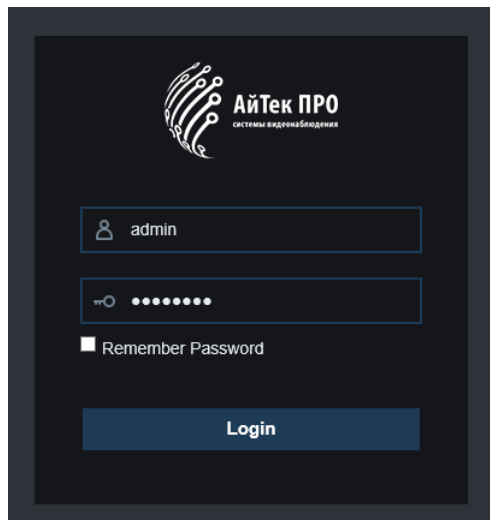 АйТек ПРО
системы видеонаблюдения
admin
••••••••
Remember Password
Login